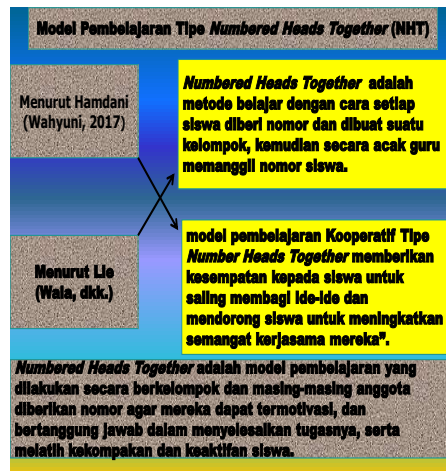 Model Pembelajaran Tipe Numbered Heads Together (NHT)
Menurut Hamdani
(Wahyuni, 2017)
Numbered Heads Together adalah
metode belajar dengan cara setiap
siswa diberi nomor dan dibuat suatu
kelompok, kemudian secara acak guru
memanggil nomor siswa.
Menurut Lie
(Wala, dkk.)
model pembelajaran Kooperatif Tipe
Number Heads Together memberikan
kesempatan kepada siswa untuk
saling membagi ide-ide dan
mendorong siswa untuk meningkatkan
semangat kerjasama mereka”.
Numbered Heads Together adalah model pembelajaran yang
dilakukan secara berkelompok dan masing-masing anggota
diberikan nomor agar mereka dapat termotivasi, dan
bertanggung jawab dalam menyelesaikan tugasnya, serta
melatih kekompakan dan keaktifan siswa.